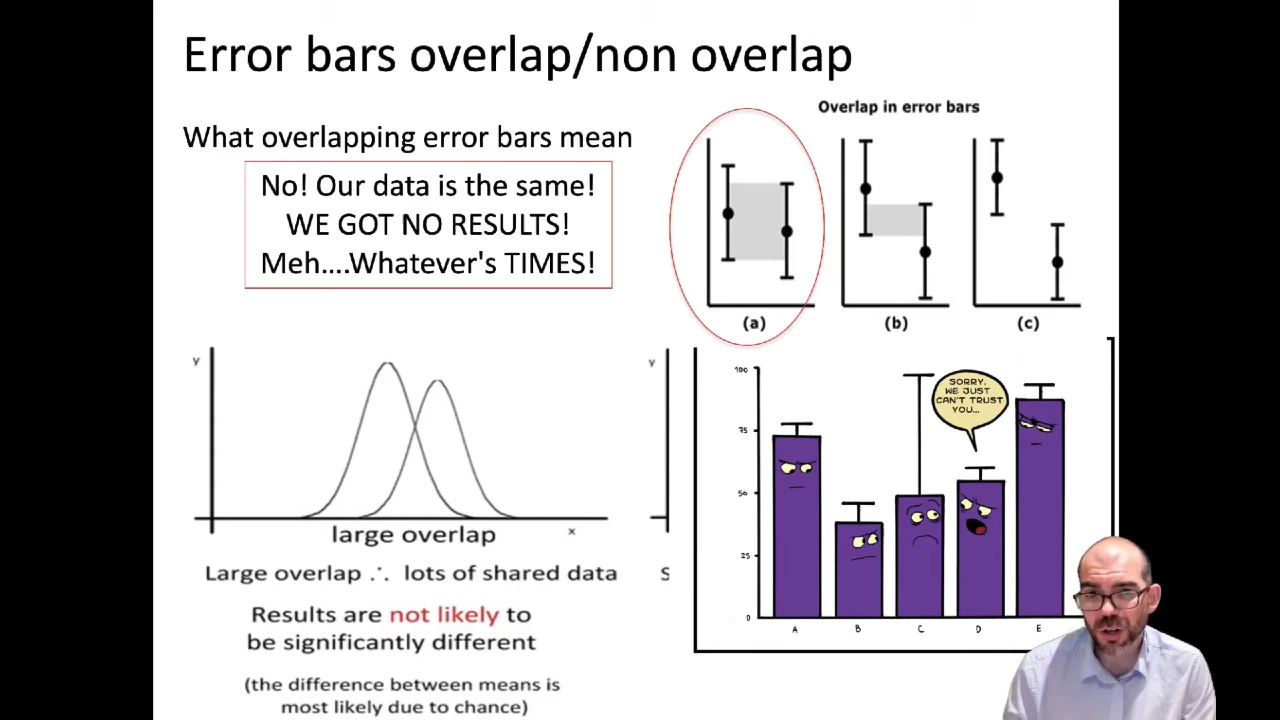 Error bars overlap/non overlap
What overlapping error bars mean
No! Our data is the same!
WE GOT NO RESULTS!
Meh....Whatever's TIMES!
Overlap in error bars
(a)
(b)
(c)
y
large overlap
x
Large overlap ∴ lots of shared data
Results are not likely to
be significantly different
(the difference between means is
most likely due to chance)
y
S
100
75
50
25
0
SORRY,
WE JUST
CAN'T TRUST
YOU...
A
B
C
D
E